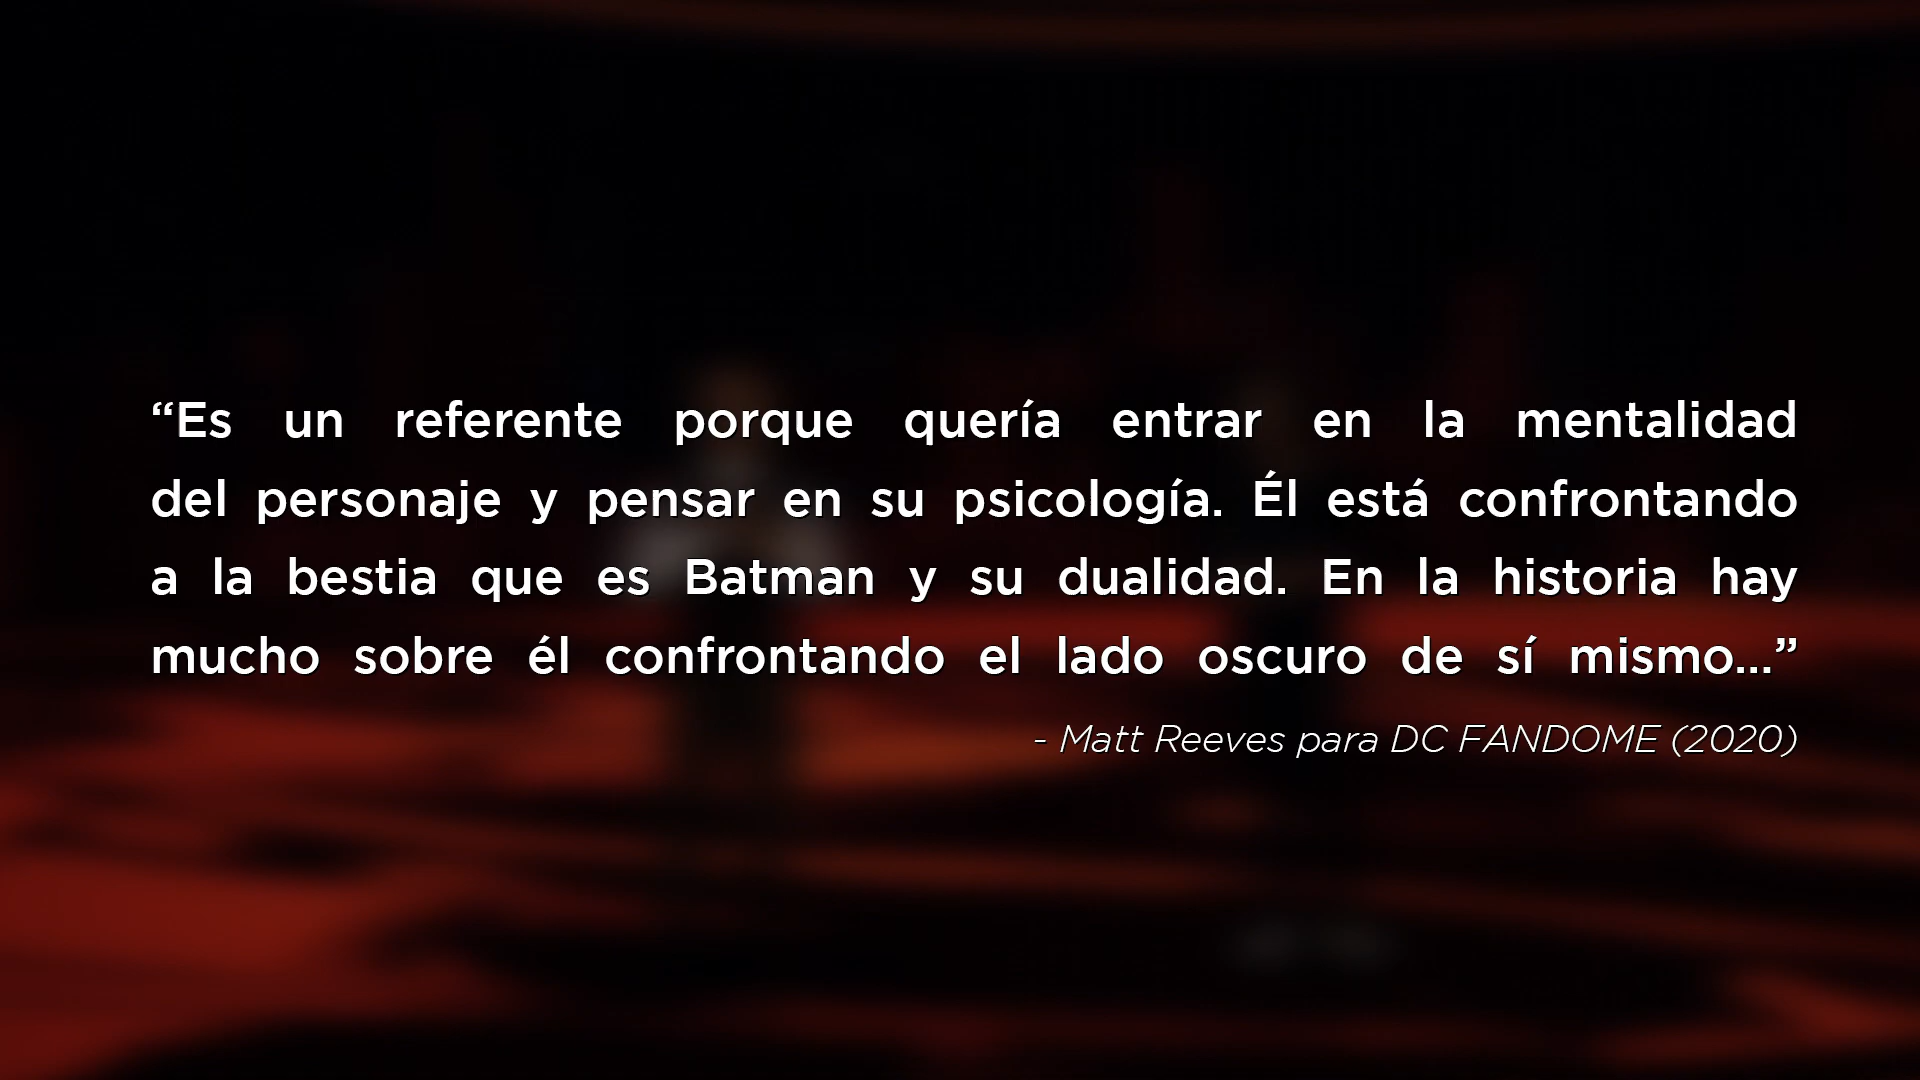 “Es un referente porque quería entrar en la mentalidad
del personaje y pensar en su psicología. Él está confrontando
a la bestia que es Batman y su dualidad. En la historia hay
mucho sobre él confrontando el lado oscuro de sí mismo...”
- Matt Reeves para DC FANDOME (2020)